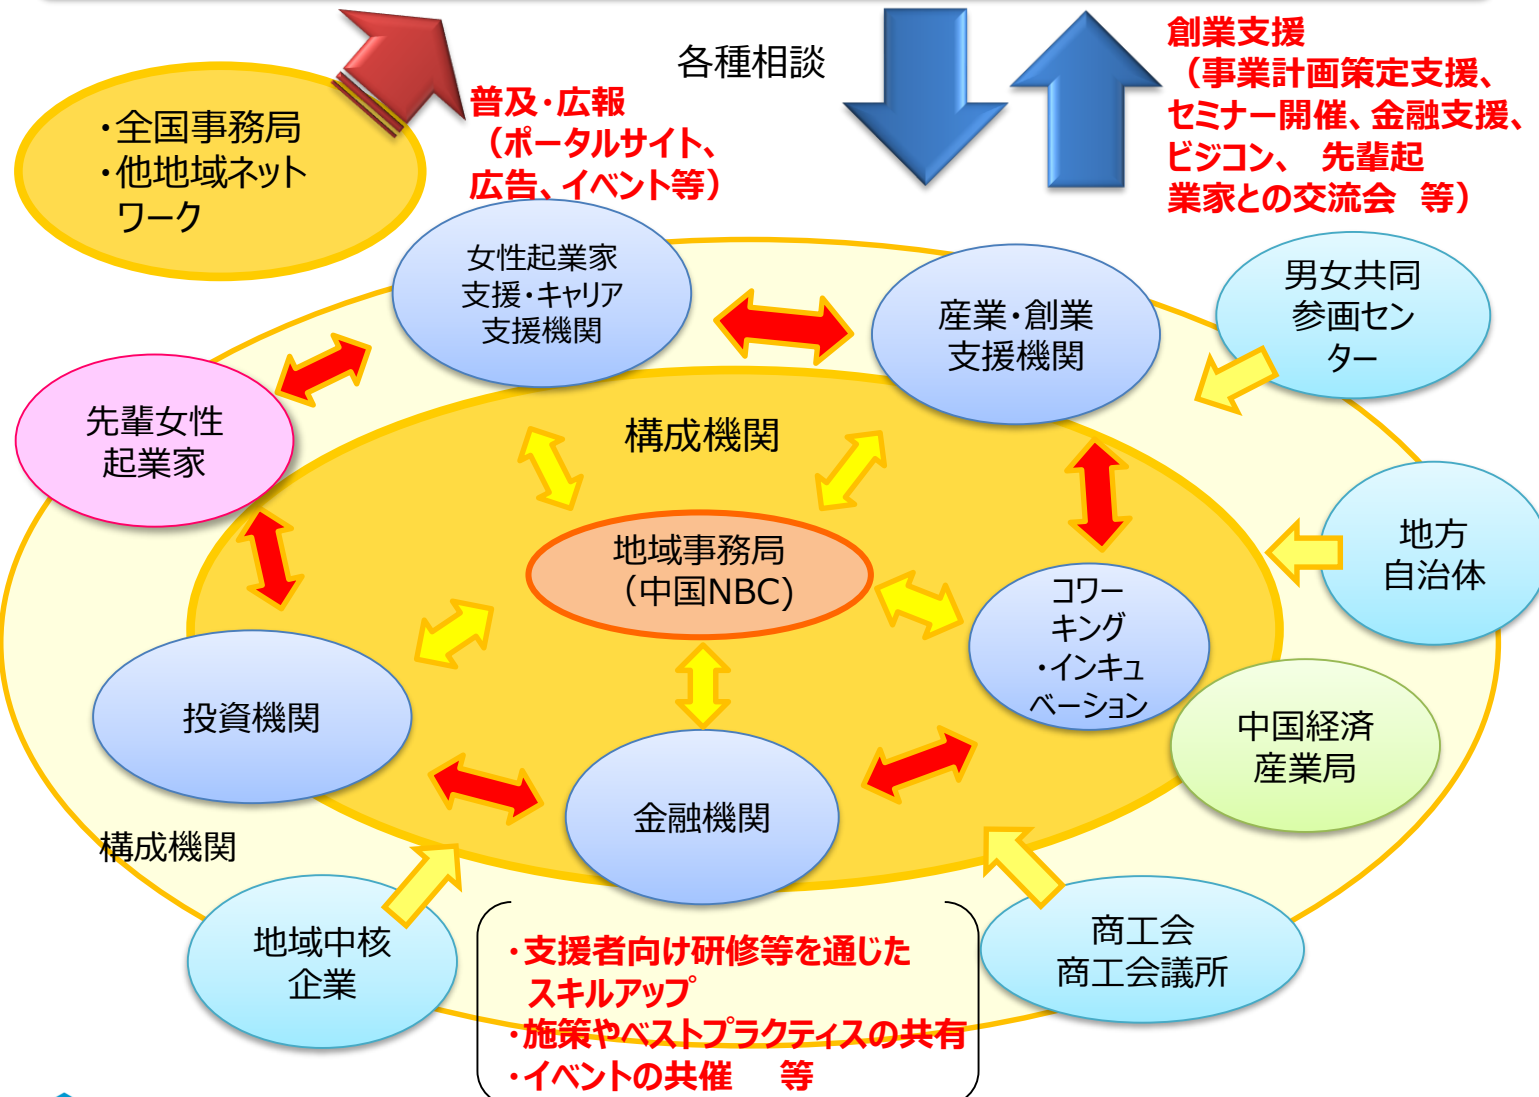 各種相談
創業支援
（事業計画策定支援、
セミナー開催、金融支援、
ビジコン、 先輩起
業家との交流会 等）
普及・広報
（ポータルサイト、
広告、イベント等）
・全国事務局
・他地域ネット
ワーク
女性起業家
支援・キャリア
支援機関
産業・創業
支援機関
男女共同
参画セン
ター
先輩女性
起業家
構成機関
地方
自治体
地域事務局
（中国NBC)
コワー
キング
・インキュ
ベーション
投資機関
中国経済
産業局
金融機関
構成機関
地域中核
企業
商工会
商工会議所
・支援者向け研修等を通じた
スキルアップ
・施策やベストプラクティスの共有
・イベントの共催 等